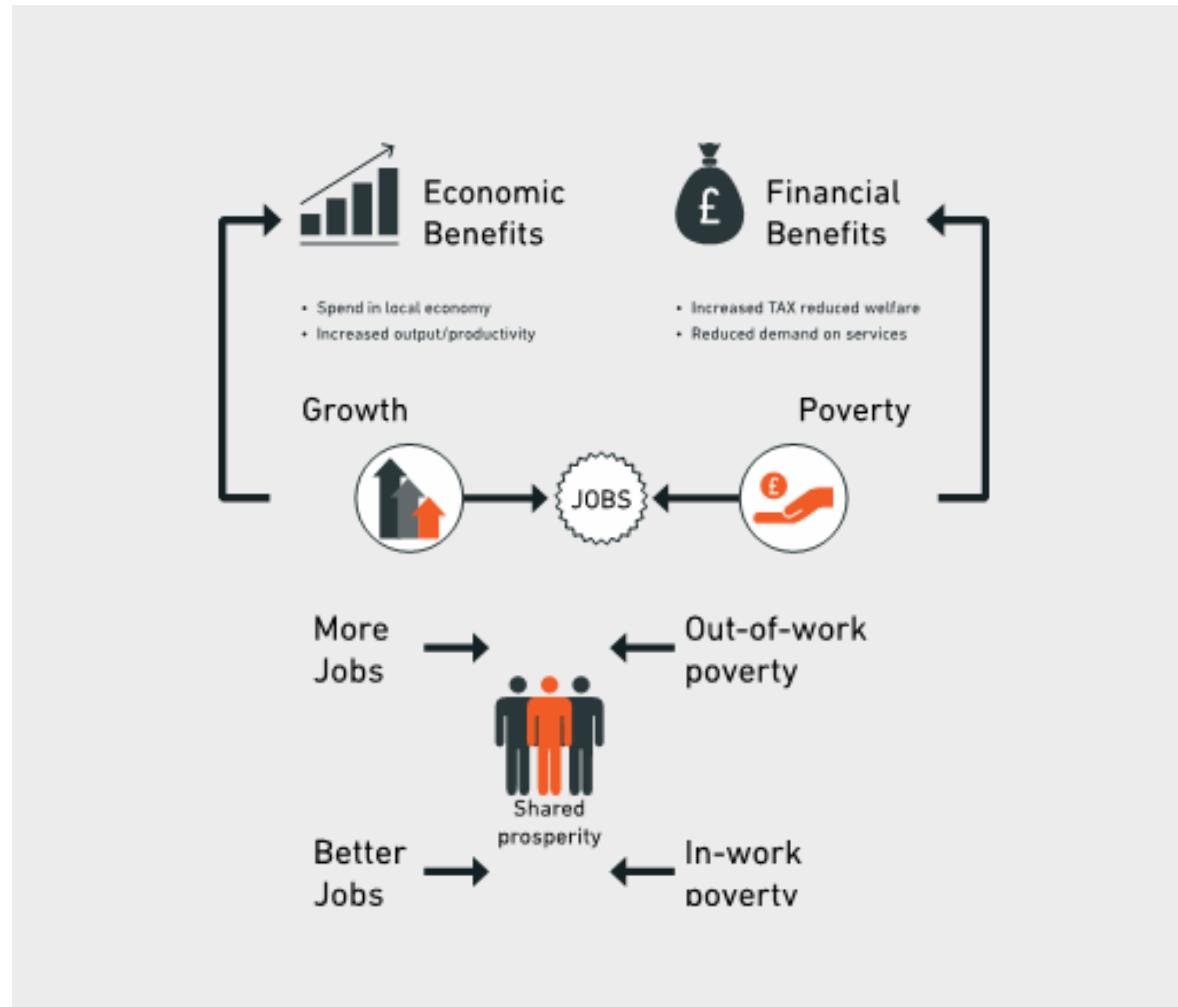 Economic
Benefits
£
Financial
Benefits
• Spend in local economy
• Increased output/productivity
• Increased TAX reduced welfare
• Reduced demand on services
Growth
Poverty
JOBS
£
More
Jobs
Out-of-work
poverty
Shared
prosperity
Better
Jobs
In-work
poverty